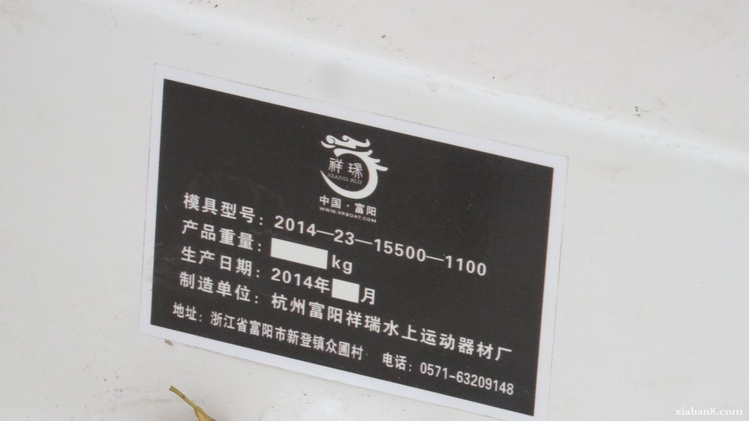 祥瑞
XIANG RUI
中国·富阳
WWW.XRBOAT.COM
模具型号：2014—23—15500—1100
产品重量： kg
生产日期：2014年 月
制造单位：杭州富阳祥瑞水上运动器材厂
地址：浙江省富阳市新登镇众圃村 电话：0571-63209148
xiaban8.com